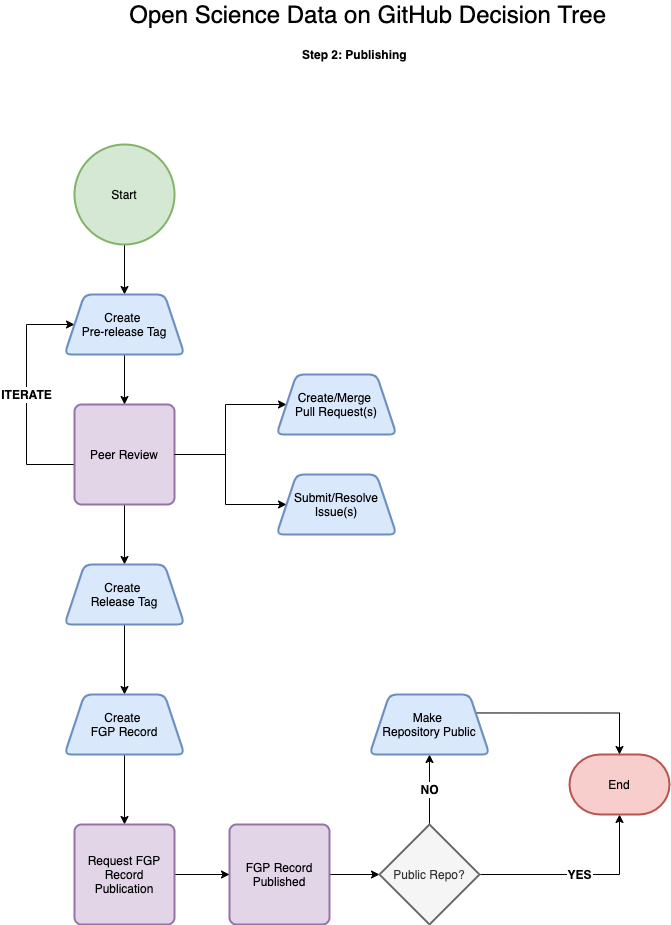 Open Science Data on GitHub Decision Tree
Step 2: Publishing
Start
Create
Pre-release Tag
ITERATE
Create/Merge
Pull Request(s)
Peer Review
Submit/Resolve
Issue(s)
Create
Release Tag
Create
FGP Record
Make
Repository Public
End
NO
Request FGP
Record
Publication
FGP Record
Published
Public Repo?
YES